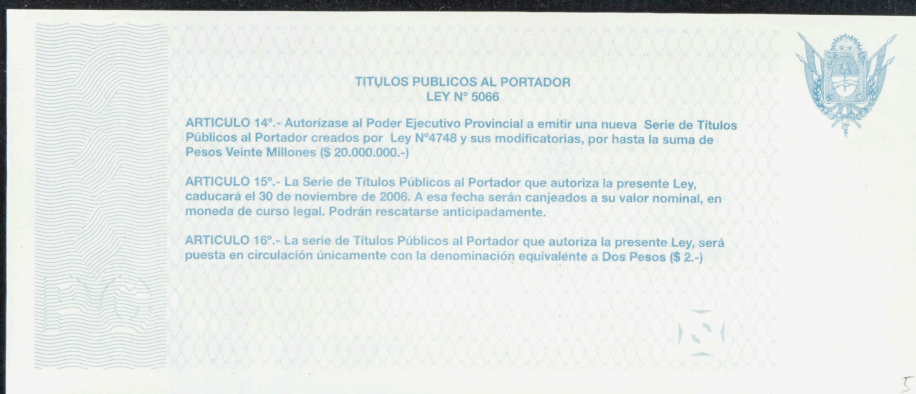 TITULOS PUBLICOS AL PORTADOR
LEY Nº 5066
ARTICULO 14º.- Autorízase al Poder Ejecutivo Provincial a emitir una nueva Serie de Títulos
Públicos al Portador creados por Ley Nº4748 y sus modificatorias, por hasta la suma de
Pesos Veinte Millones ($ 20.000.000.-)
ARTICULO 15º.- La Serie de Títulos Públicos al Portador que autoriza la presente Ley,
caducará el 30 de noviembre de 2006. A esa fecha serán canjeados a su valor nominal, en
moneda de curso legal. Podrán rescatarse anticipadamente.
ARTICULO 16º.- La serie de Títulos Públicos al Portador que autoriza la presente Ley, será
puesta en circulación únicamente con la denominación equivalente a Dos Pesos ($ 2.-)